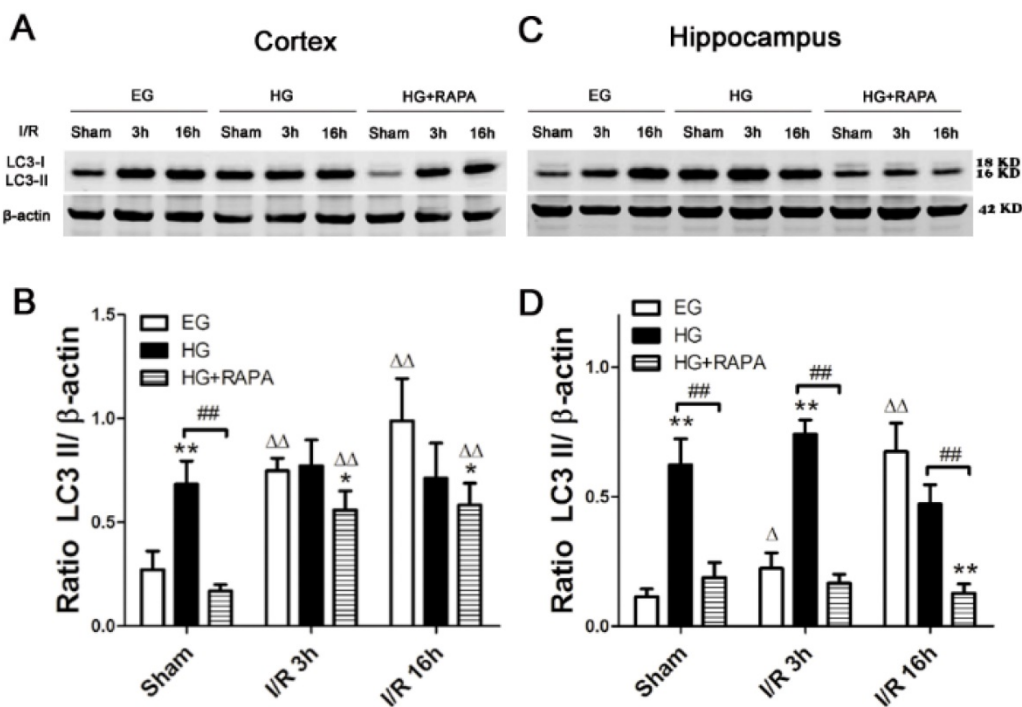 A
Cortex
EG HG HG+RAPA
I/R Sham 3h 16h Sham 3h 16h Sham 3h 16h
LC3-I
LC3-II
β-actin
C
Hippocampus
EG HG HG+RAPA
Sham 3h 16h Sham 3h 16h Sham 3h 16h
18 KD
16 KD
42 KD
B
Ratio LC3 II/ β-actin
1.5
1.0
0.5
0.0
EG
HG
HG+RAPA
** ##
ΔΔ ΔΔ *
ΔΔ ΔΔ *
Sham I/R 3h I/R 16h
D
Ratio LC3 II/ β-actin
1.0
0.5
0.0
EG
HG
HG+RAPA
** ##
Δ ** ##
ΔΔ ## **
Sham I/R 3h I/R 16h